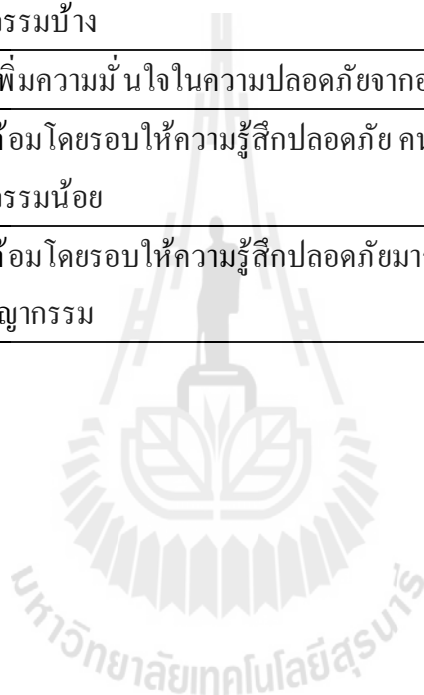 กรรมบ้าง
พิ่มความมั่นใจในความปลอดภัยจากอ
้อมโดยรอบให้ความรู้สึกปลอดภัย ค
กรรมน้อย
้อมโดยรอบให้ความรู้สึกปลอดภัยมา
ญากรรม
มหาวิทยาลัยเทคโนโลยีสุรนารี